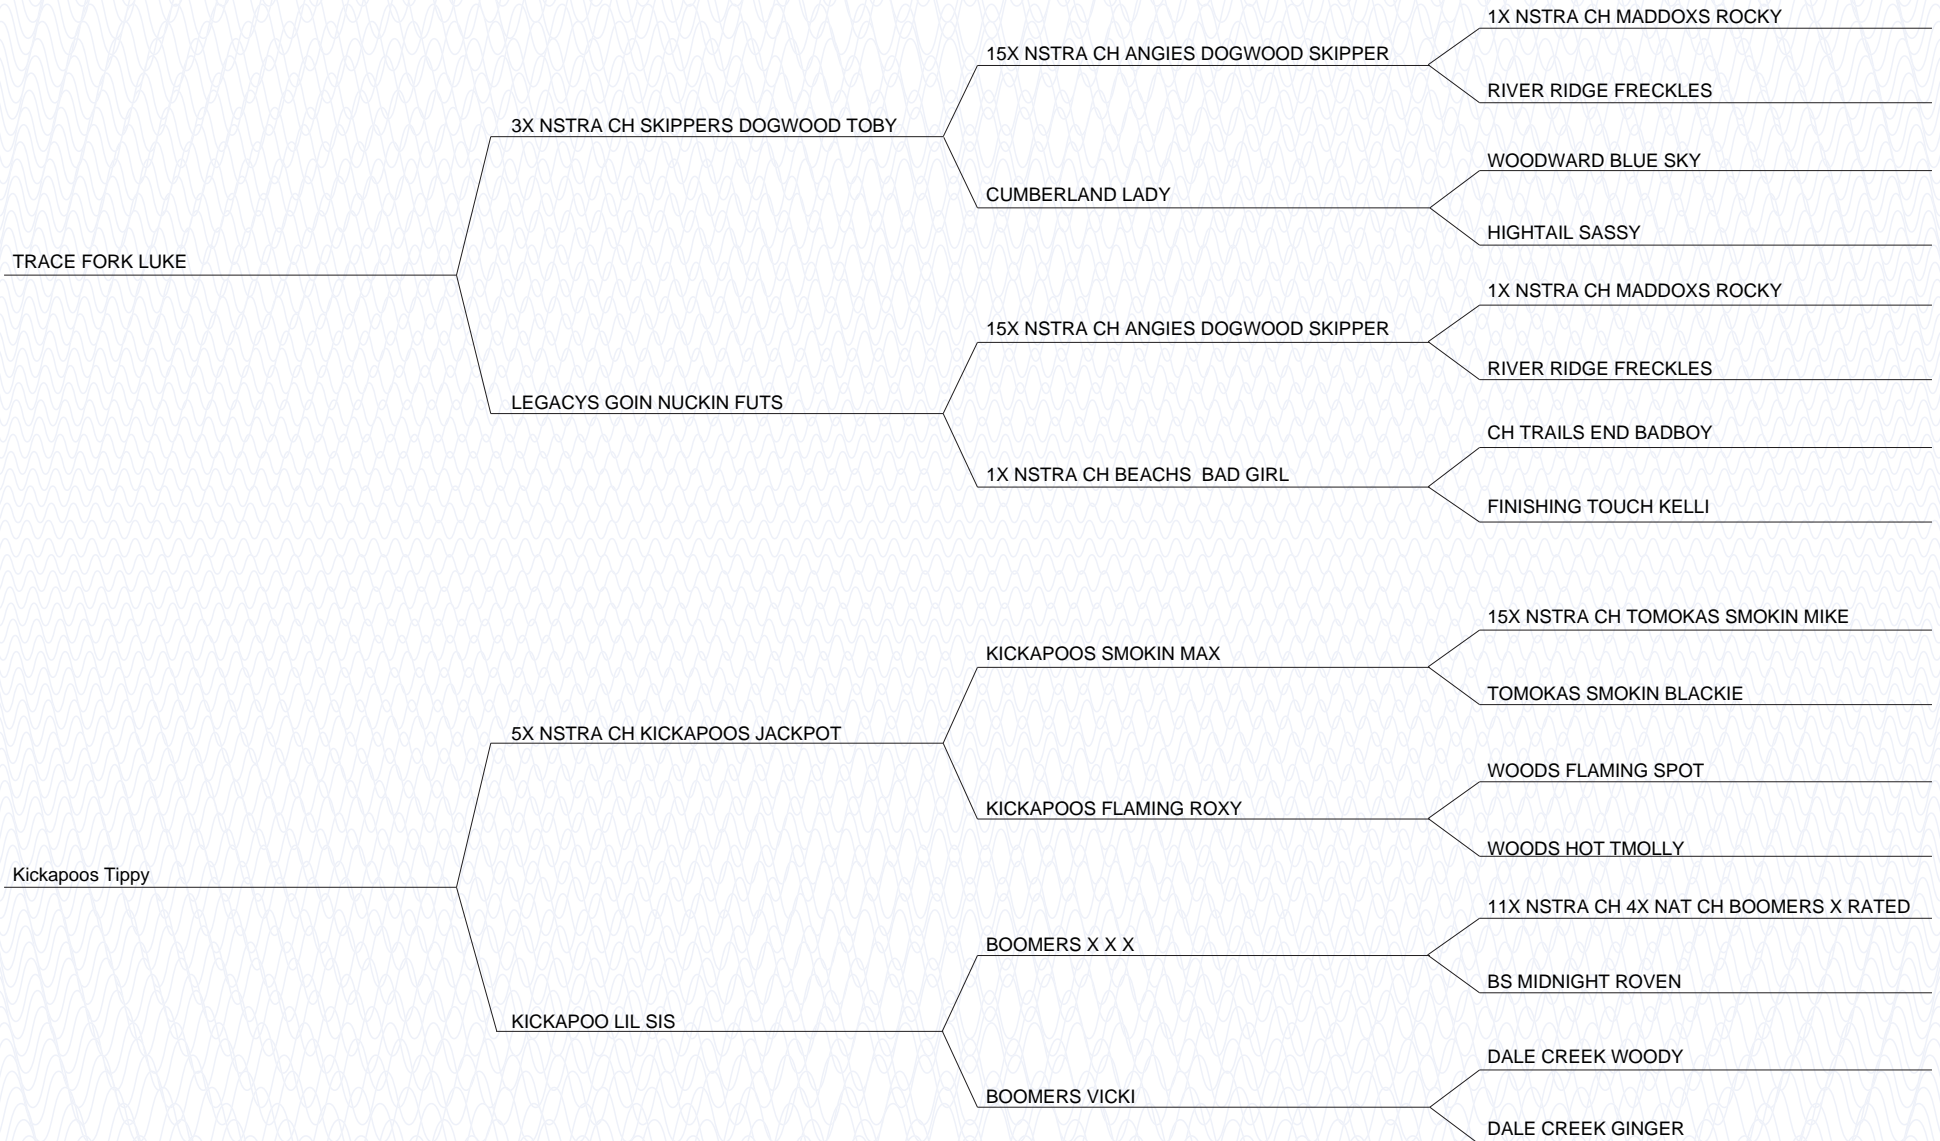 1X NSTRA CH MADDOXS ROCKY
15X NSTRA CH ANGIES DOGWOOD SKIPPER
RIVER RIDGE FRECKLES
3X NSTRA CH SKIPPERS DOGWOOD TOBY
WOODWARD BLUE SKY
CUMBERLAND LADY
HIGHTAIL SASSY
TRACE FORK LUKE
1X NSTRA CH MADDOXS ROCKY
15X NSTRA CH ANGIES DOGWOOD SKIPPER
RIVER RIDGE FRECKLES
LEGACYS GOIN NUCKIN FUTS
CH TRAILS END BADBOY
1X NSTRA CH BEACHS  BAD GIRL
FINISHING TOUCH KELLI
15X NSTRA CH TOMOKAS SMOKIN MIKE
KICKAPOOS SMOKIN MAX
TOMOKAS SMOKIN BLACKIE
5X NSTRA CH KICKAPOOS JACKPOT
WOODS FLAMING SPOT
KICKAPOOS FLAMING ROXY
WOODS HOT TMOLLY
Kickapoos Tippy
11X NSTRA CH 4X NAT CH BOOMERS X RATED
BOOMERS X X X
BS MIDNIGHT ROVEN
KICKAPOO LIL SIS
DALE CREEK WOODY
BOOMERS VICKI
DALE CREEK GINGER